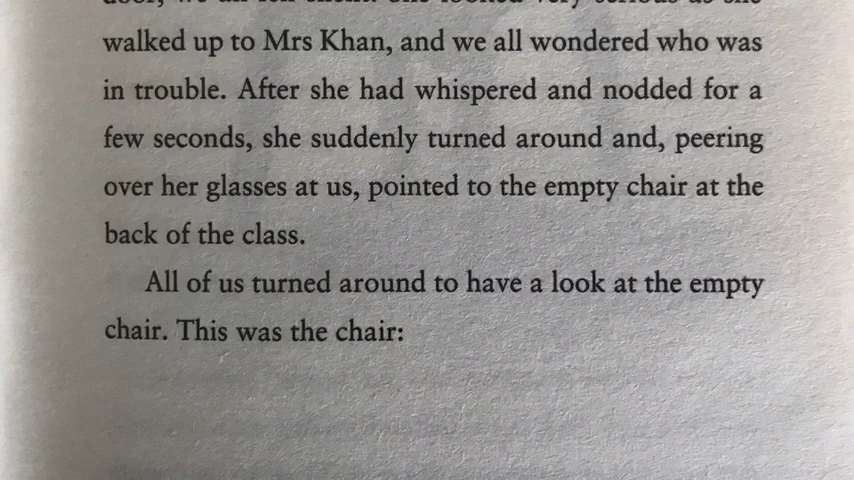 walked up to Mrs Khan, and we all wondered who was
in trouble. After she had whispered and nodded for a
few seconds, she suddenly turned around and, peering
over her glasses at us, pointed to the empty chair at the
back of the class.
All of us turned around to have a look at the empty
chair. This was the chair: